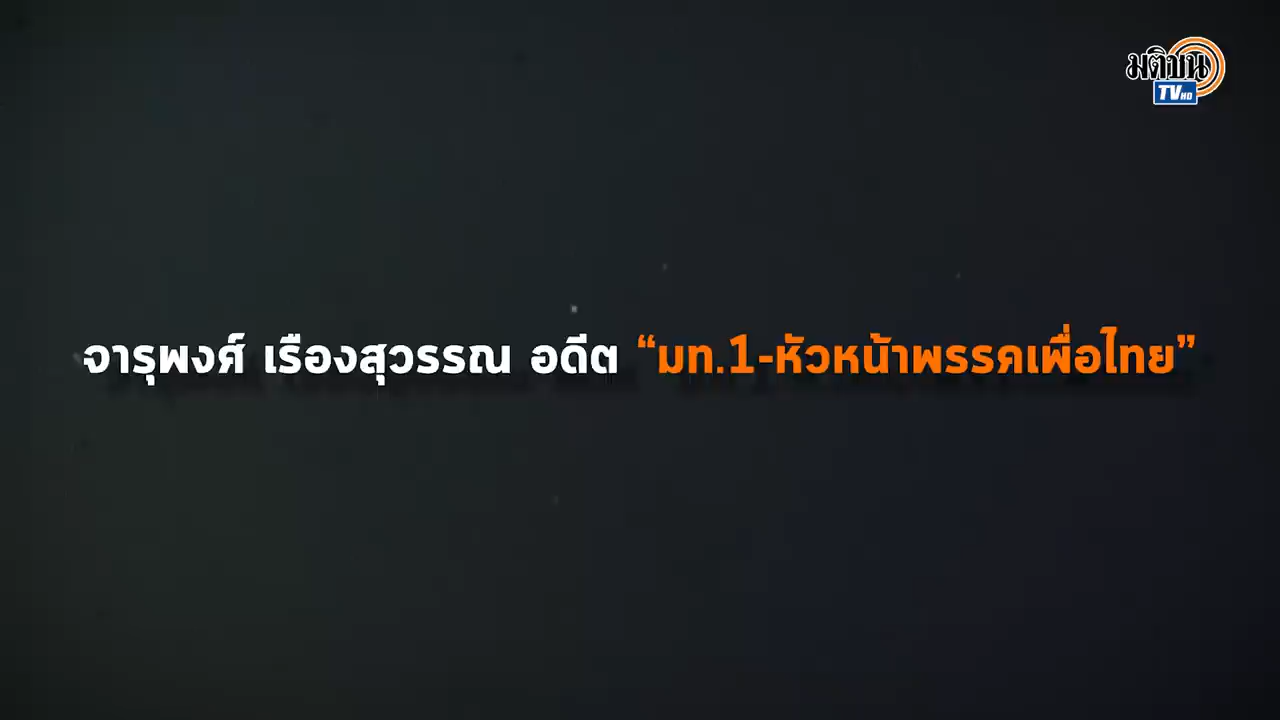 มติชน
TV HD
จารุพงศ์ เรืองสุวรรณ อดีต “มท.1-หัวหน้าพรรคเพื่อไทย”